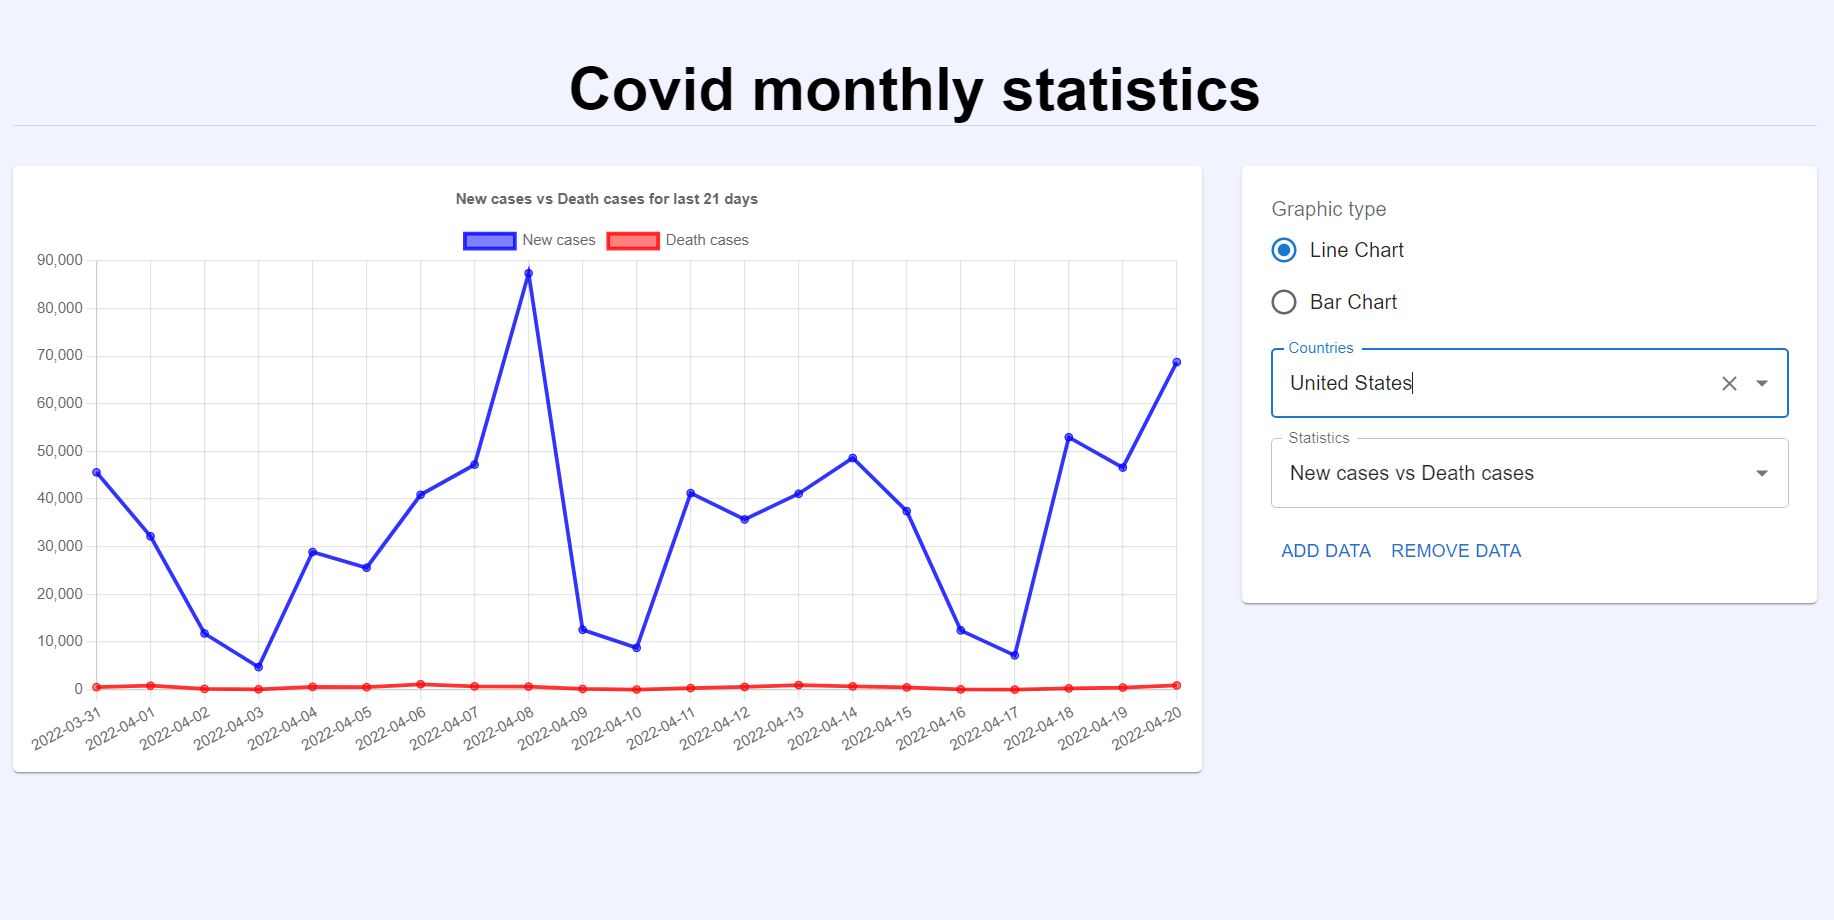 Covid monthly statistics
New cases vs Death cases for last 21 days
New cases Death cases
90,000
80,000
70,000
60,000
50,000
40,000
30,000
20,000
10,000
0
2022-03-31 2022-04-01 2022-04-02 2022-04-03 2022-04-04 2022-04-05 2022-04-06 2022-04-07 2022-04-08 2022-04-09 2022-04-10 2022-04-11 2022-04-12 2022-04-13 2022-04-14 2022-04-15 2022-04-16 2022-04-17 2022-04-18 2022-04-19 2022-04-20
Graphic type
Line Chart
Bar Chart
Countries
United States
Statistics
New cases vs Death cases
ADD DATA REMOVE DATA